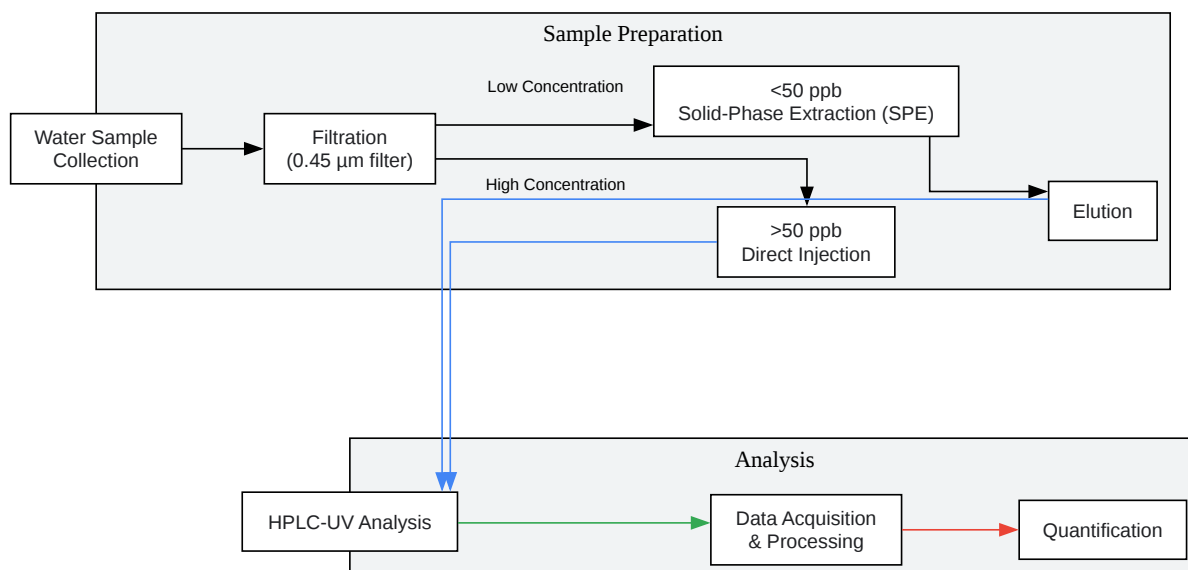 Sample Preparation
Low Concentration
<50 ppb
Solid-Phase Extraction (SPE)
Water Sample
Collection
Filtration
(0.45 µm filter)
High Concentration
Elution
>50 ppb
Direct Injection
Analysis
HPLC-UV Analysis
Data Acquisition
& Processing
Quantification